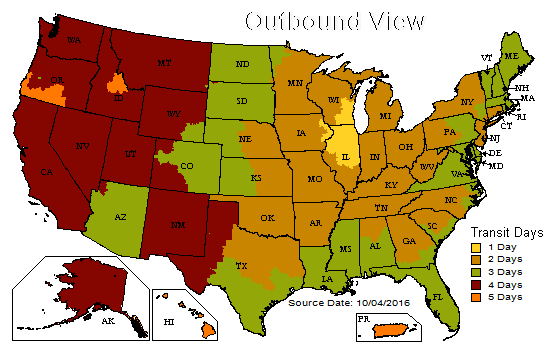 Outbound View
WA
MT
ND
MN
VT
ME
OR
ID
SD
WI
MI
NY
NH
MA
WY
RI
CT
IA
NE
PA
NJ
NV
UT
CO
IL
IN
OH
DE
MD
CA
KS
MO
WV
VA
KY
AZ
NM
OK
AR
TN
NC
SC
TX
MS
AL
GA
LA
FL
Transit Days
1 Day
2 Days
3 Days
4 Days
5 Days
Source Date: 10/04/2016
AK
HI
PR